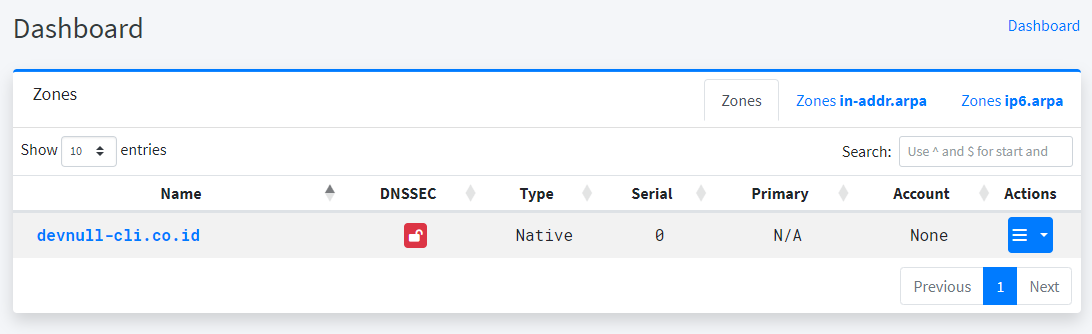 Dashboard
Dashboard
Zones
Zones
Zones in-addr.arpa
Zones ip6.arpa
Show 10 entries
Search: Use ^ and $ for start and
Name DNSSEC Type Serial Primary Account Actions
devnull-cli.co.id Native 0 N/A None
Previous 1 Next